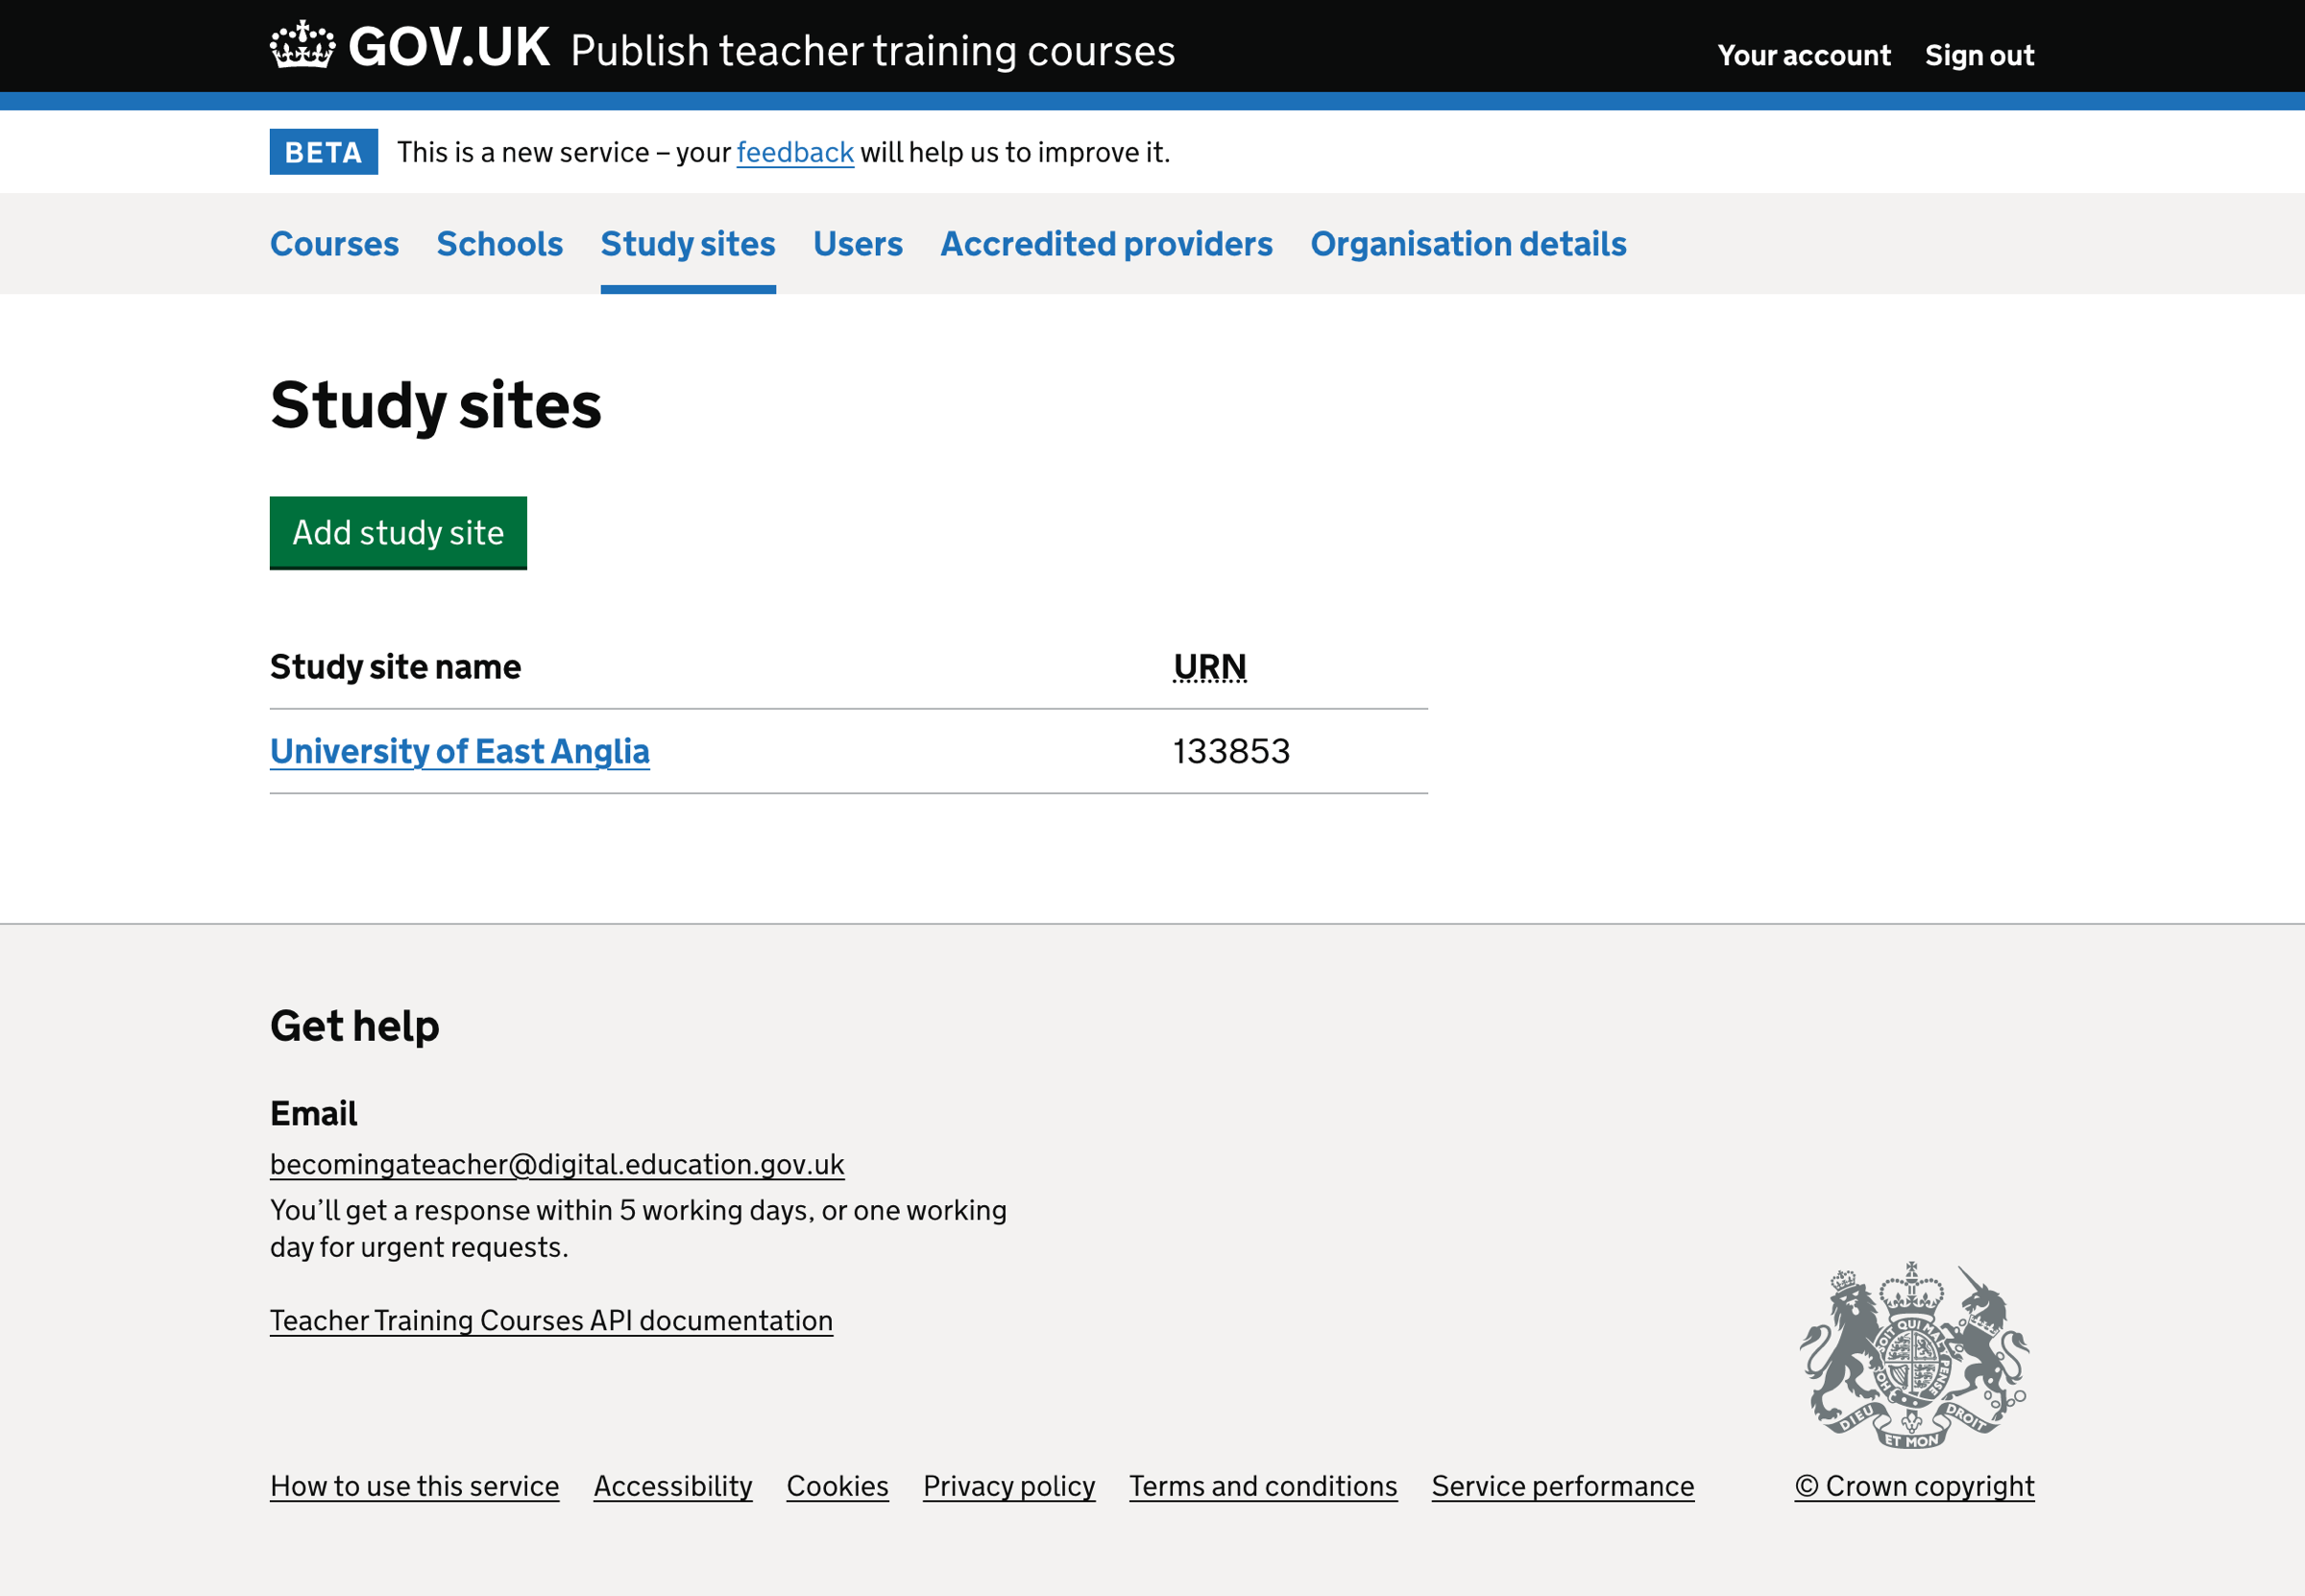 GOV.UK Publish teacher training courses
Your account Sign out
BETA This is a new service – your feedback will help us to improve it.
Courses Schools Study sites Users Accredited providers Organisation details
Study sites
Add study site
Study site name URN
University of East Anglia 133853
Get help
Email
becomingateacher@digital.education.gov.uk
You’ll get a response within 5 working days, or one working
day for urgent requests.
Teacher Training Courses API documentation
DIEU ET MON DROIT
How to use this service Accessibility Cookies Privacy policy Terms and conditions Service performance © Crown copyright